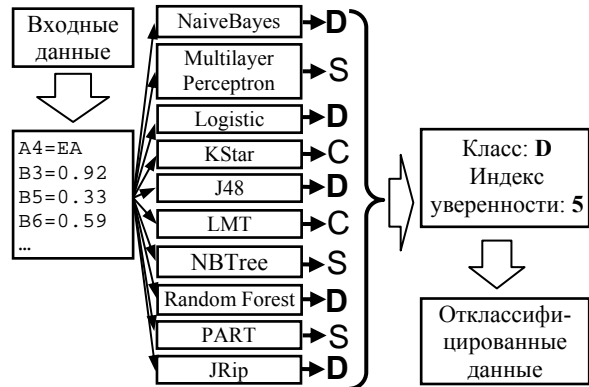 Входные
данные
A4=EA
B3=0.92
B5=0.33
B6=0.59
…
NaiveBayes D
Multilayer
Perceptron S
Logistic D
KStar C
J48 D
LMT C
NBTree S
Random Forest D
PART S
JRip D
Класс: D
Индекс
уверенности: 5
Отклассифи-
цированные
данные